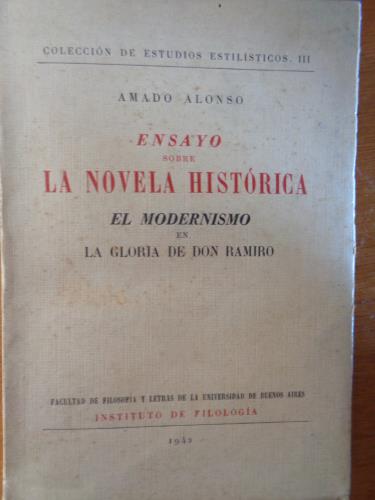 COLECCIÓN DE ESTUDIOS ESTILÍSTICOS. III
AMADO ALONSO
ENSAYO
SOBRE
LA NOVELA HISTÓRICA
EL MODERNISMO
EN
LA GLORIA DE DON RAMIRO
FACULTAD DE FILOSOFÍA Y LETRAS DE LA UNIVERSIDAD DE BUENOS AIRES
INSTITUTO DE FILOLOGÍA
1942